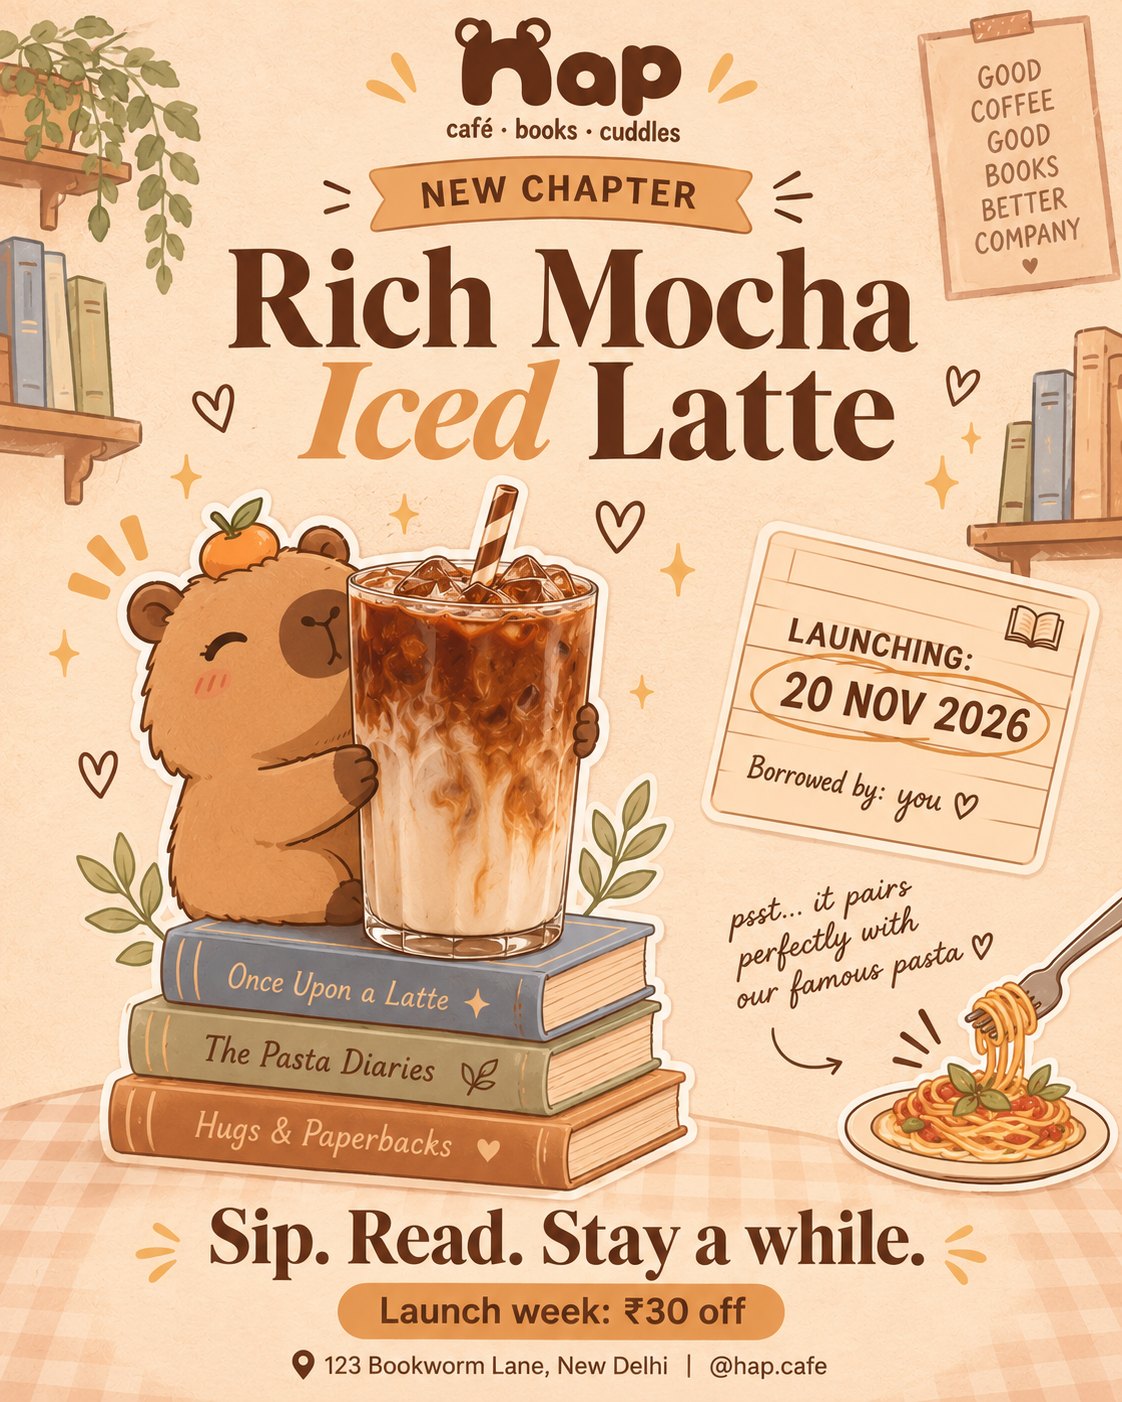 Hap
café · books · cuddles
NEW CHAPTER
Rich Mocha
Iced Latte
GOOD
COFFEE
GOOD
BOOKS
BETTER
COMPANY
LAUNCHING:
20 NOV 2026
Borrowed by: you
psst... it pairs
perfectly with
our famous pasta
Once Upon a Latte
The Pasta Diaries
Hugs & Paperbacks
Sip. Read. Stay a while.
Launch week: ₹30 off
123 Bookworm Lane, New Delhi | @hap.cafe